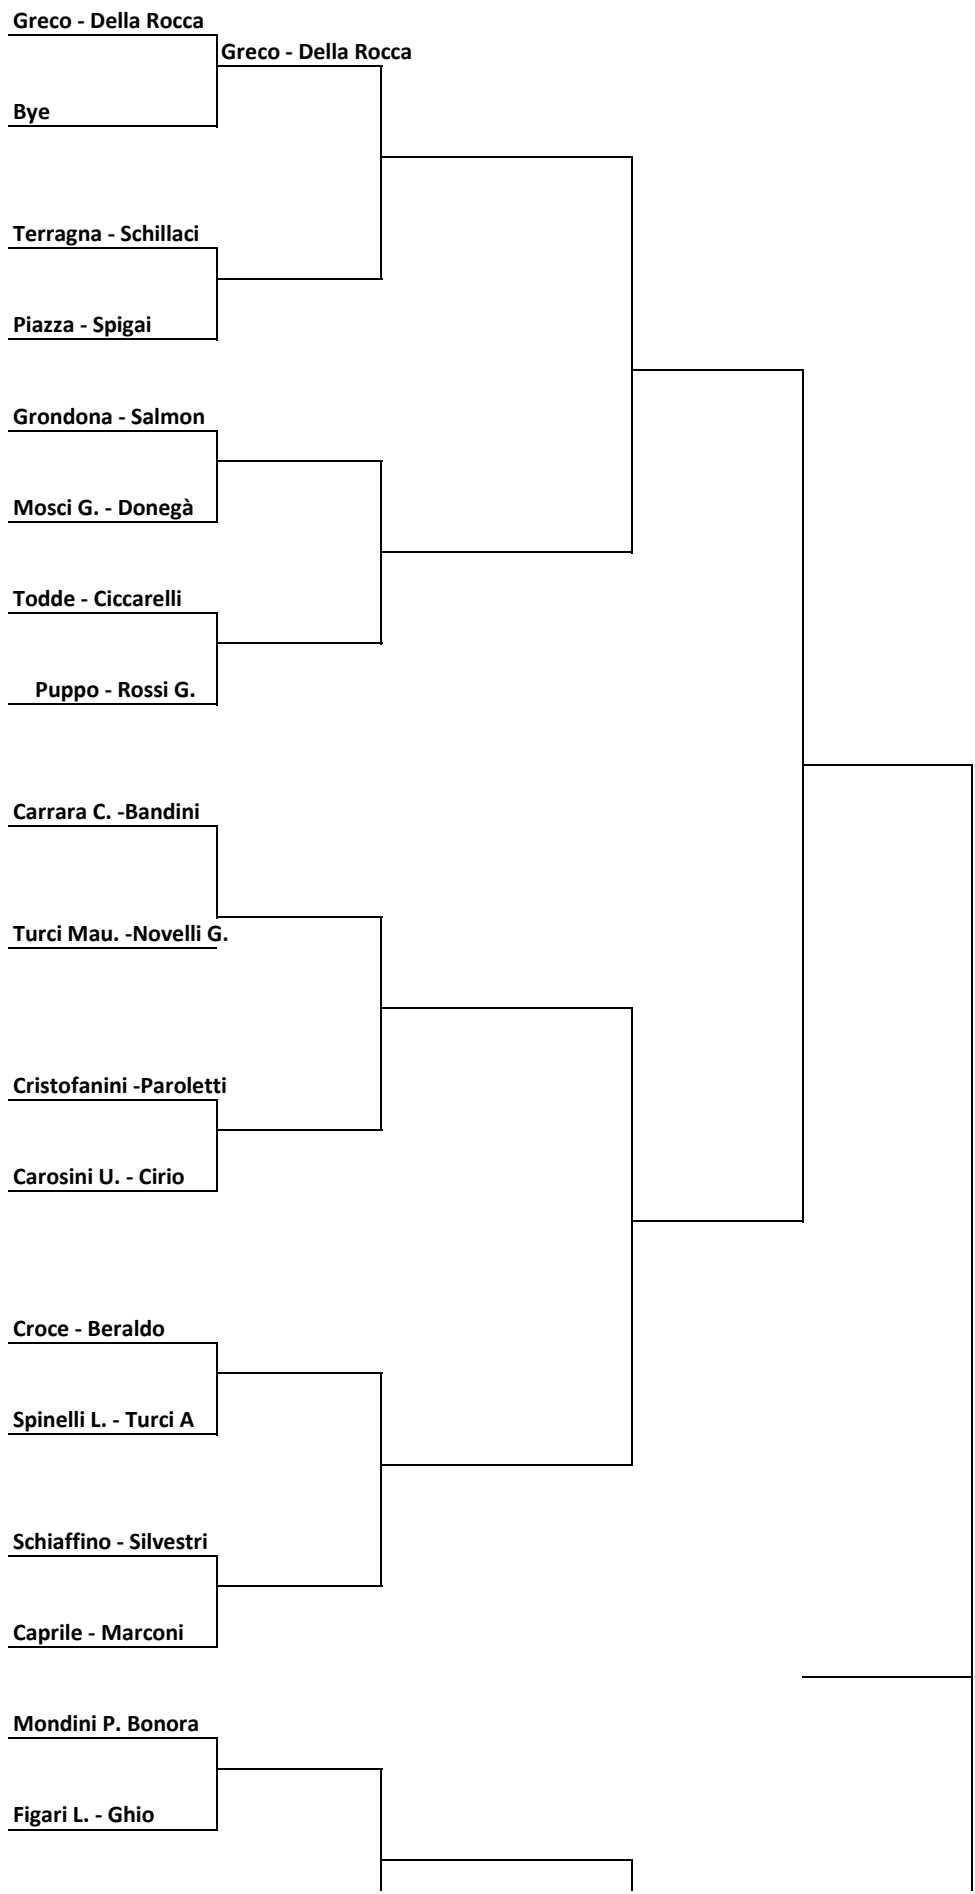 Greco - Della Rocca
Greco - Della Rocca
Bye
Terragna - Schillaci
Piazza - Spigai
Grondona - Salmon
Mosci G. - Donegà
Todde - Ciccarelli
Puppo - Rossi G.
Carrara C. -Bandini
Turci Mau. -Novelli G.
Cristofanini -Paroletti
Carosini U. - Cirio
Croce - Beraldo
Spinelli L. - Turci A
Schiaffino - Silvestri
Caprile - Marconi
Mondini P. Bonora
Figari L. - Ghio